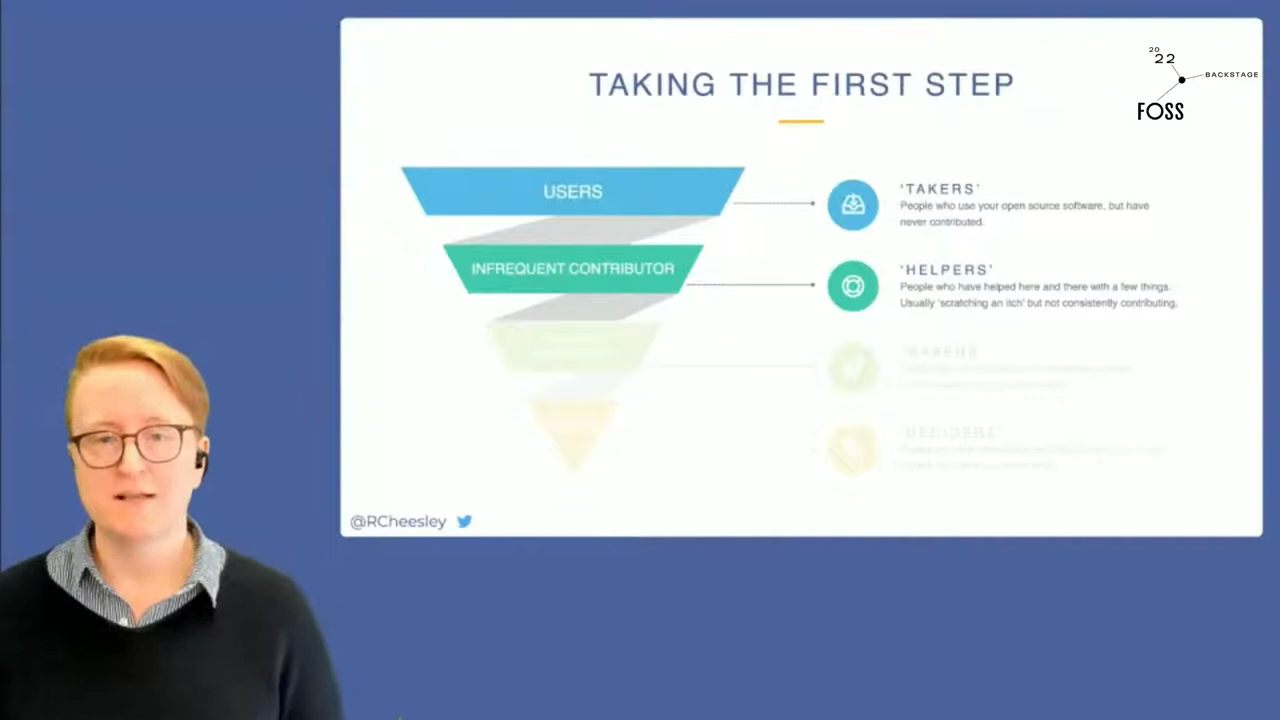 TAKING THE FIRST STEP
20
22
BACKSTAGE
FOSS
USERS
'TAKERS'
People who use your open source software, but have
never contributed.
INFREQUENT CONTRIBUTOR
'HELPERS'
People who have helped here and there with a few things.
Usually 'scratching an itch' but not consistently contributing.
@RCheesley